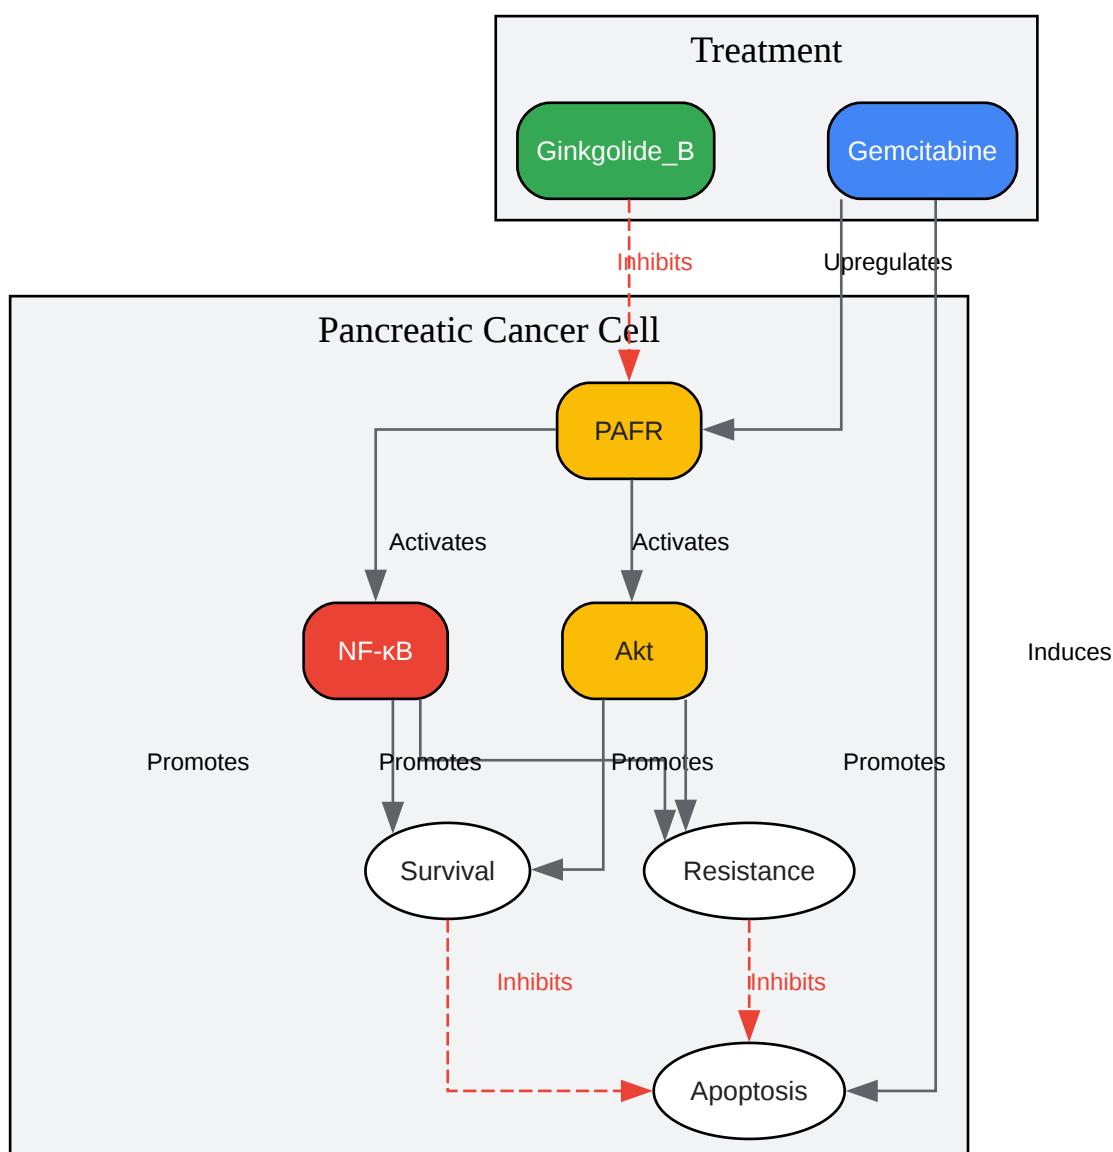 Treatment
Ginkgolide_B
Gemcitabine
Inhibits
Upregulates
Pancreatic Cancer Cell
PAFR
Activates
Activates
NF-κB
Akt
Induces
Promotes
Promotes
Promotes
Promotes
Survival
Resistance
Inhibits
Inhibits
Apoptosis